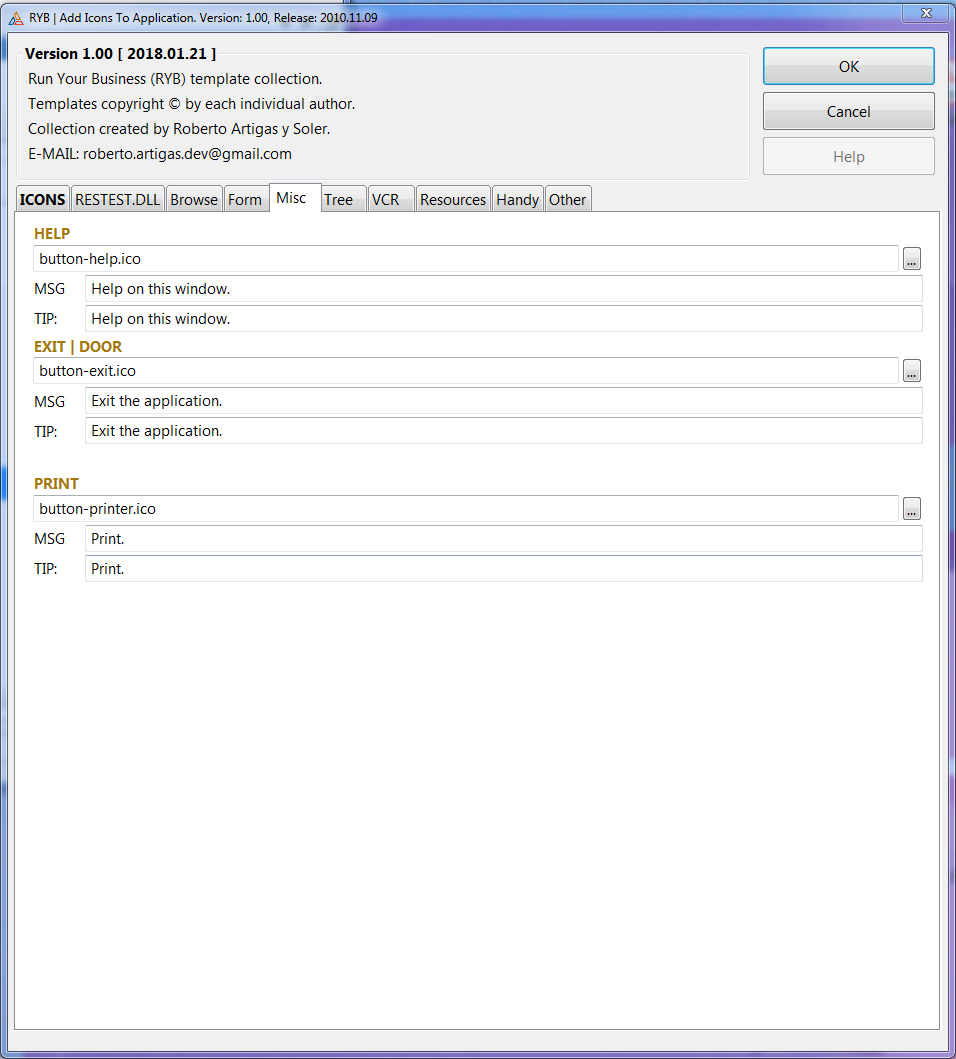 RYB | Add Icons To Application. Version: 1.00, Release: 2010.11.09
Version 1.00 [ 2018.01.21 ]
Run Your Business (RYB) template collection.
Templates copyright © by each individual author.
Collection created by Roberto Artigas y Soler.
E-MAIL: roberto.artigas.dev@gmail.com
OK
Cancel
Help
ICONS RESTEST.DLL Browse Form Misc Tree VCR Resources Handy Other
HELP
button-help.ico ...
MSG Help on this window.
TIP: Help on this window.
EXIT | DOOR
button-exit.ico ...
MSG Exit the application.
TIP: Exit the application.
PRINT
button-printer.ico ...
MSG Print.
TIP: Print.